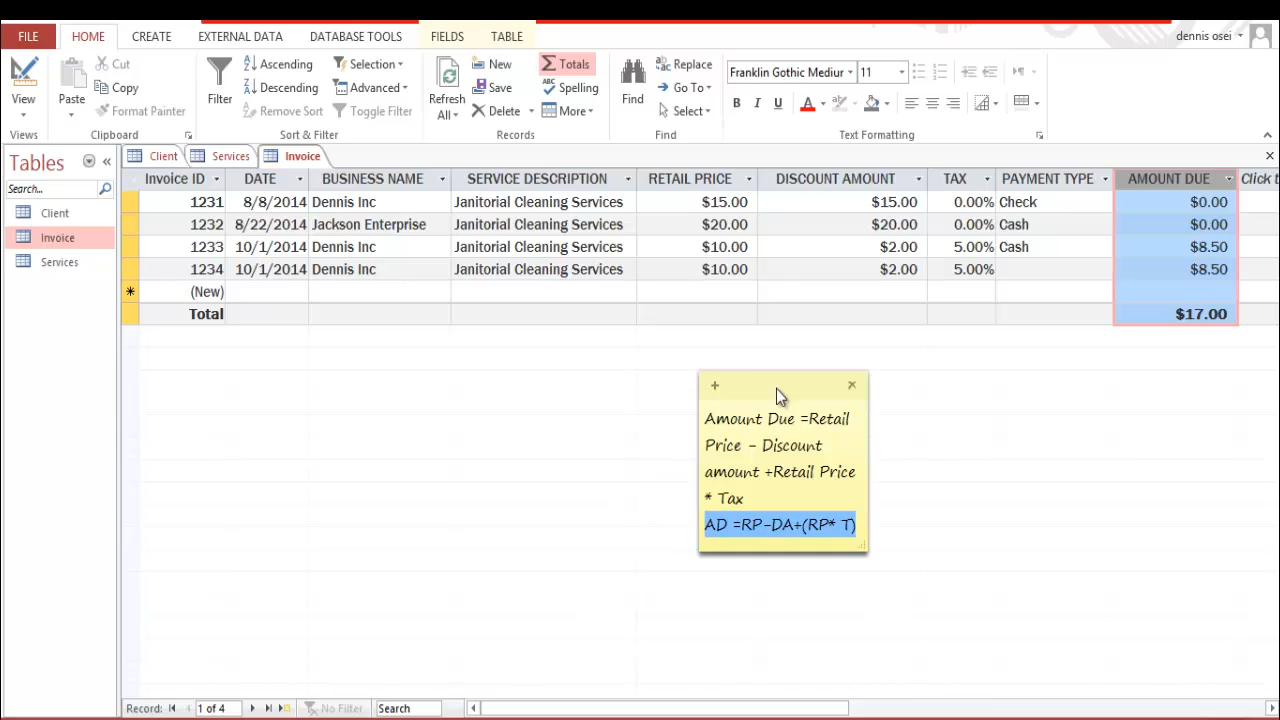 FILE HOME CREATE EXTERNAL DATA DATABASE TOOLS FIELDS TABLE dennis osei
View
Views
Paste
Cut
Copy
Format Painter
Clipboard
Filter
Ascending
Descending
Remove Sort
Selection
Advanced
Toggle Filter
Sort & Filter
Refresh
All
New
Save
Delete
Totals
Spelling
More
Records
Find
Replace
Go To
Select
Find
Franklin Gothic Mediur 11
B I U A
Text Formatting
Tables
Search...
Client
Invoice
Services
Client Services Invoice
Invoice ID DATE BUSINESS NAME SERVICE DESCRIPTION RETAIL PRICE DISCOUNT AMOUNT TAX PAYMENT TYPE AMOUNT DUE Click t
1231 8/8/2014 Dennis Inc Janitorial Cleaning Services $15.00 $15.00 0.00% Check $0.00
1232 8/22/2014 Jackson Enterprise Janitorial Cleaning Services $20.00 $20.00 0.00% Cash $0.00
1233 10/1/2014 Dennis Inc Janitorial Cleaning Services $10.00 $2.00 5.00% Cash $8.50
1234 10/1/2014 Dennis Inc Janitorial Cleaning Services $10.00 $2.00 5.00% $8.50
* (New)
Total $17.00
Amount Due =Retail
Price - Discount
amount +Retail Price
* Tax
AD =RP-DA+(RP* T)
Record: 1 of 4 No Filter Search